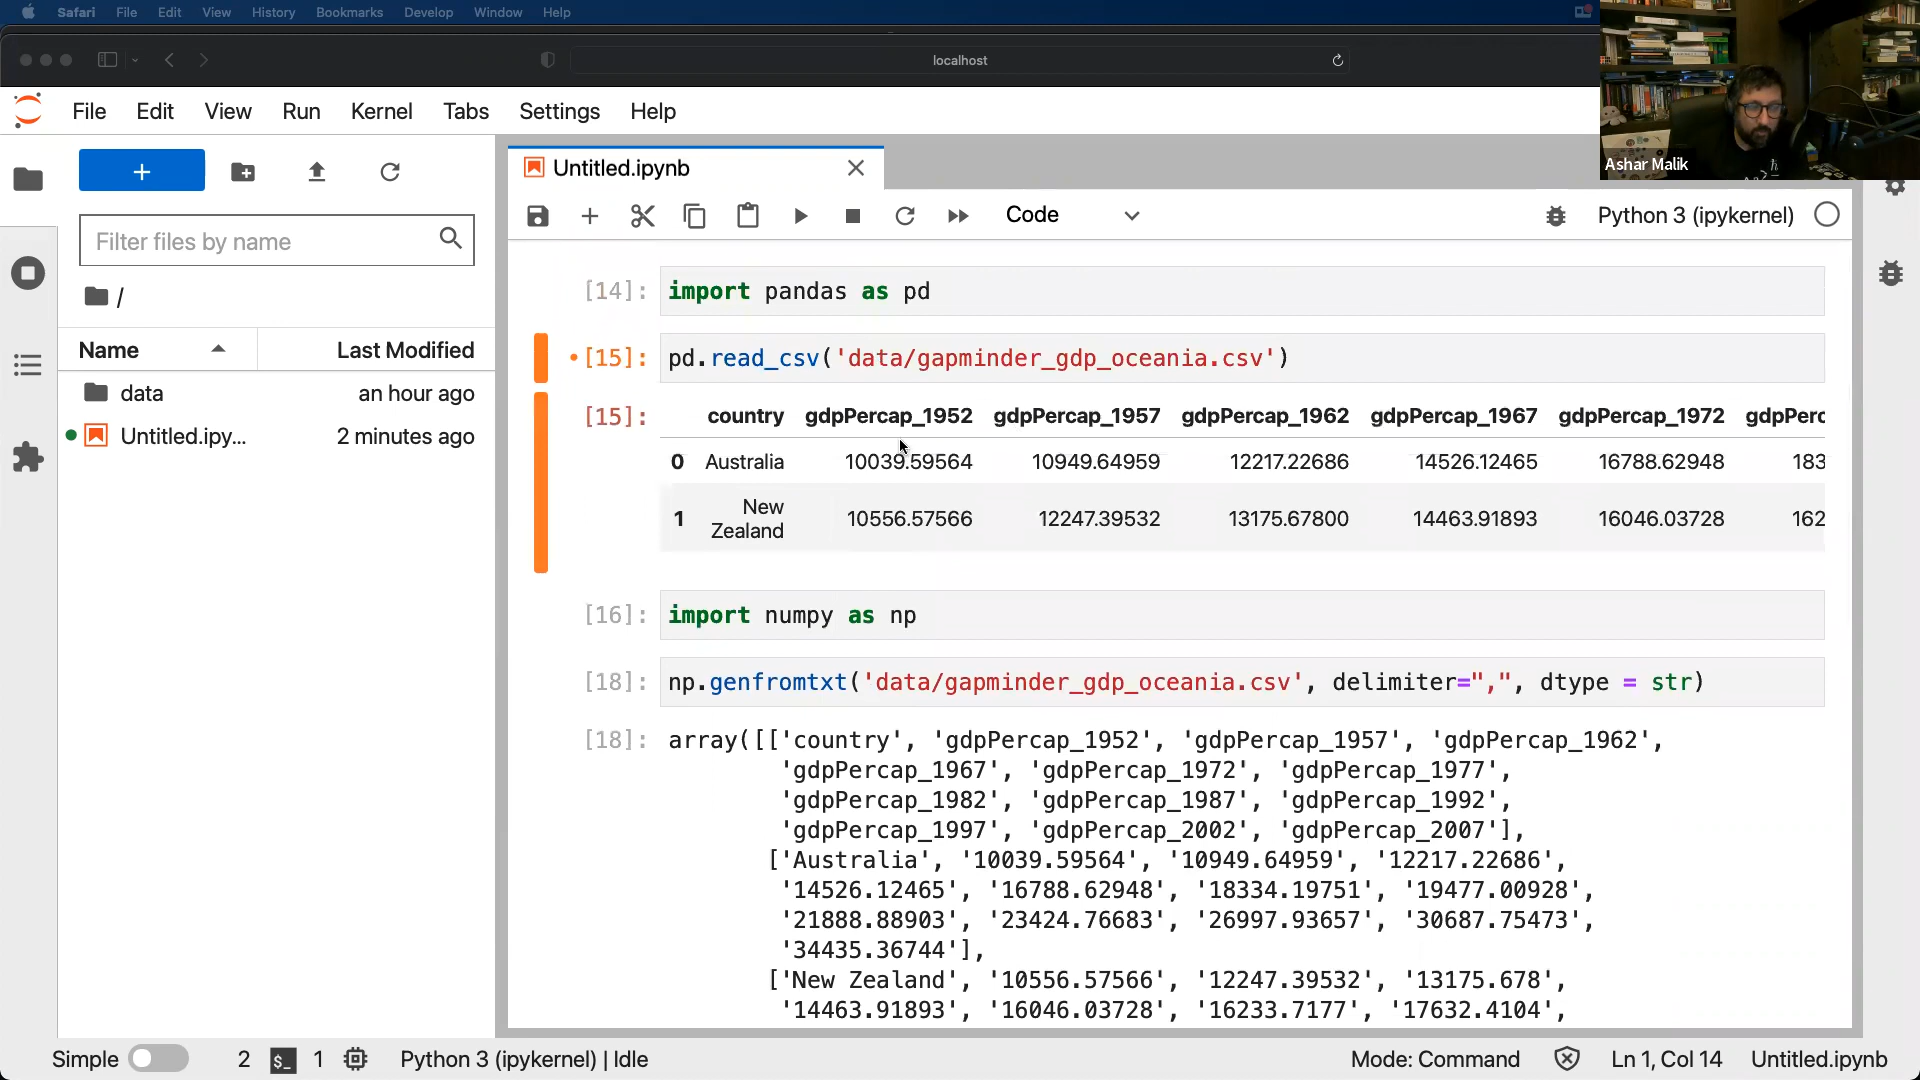 Safari File Edit View History Bookmarks Develop Window Help
localhost
Ashar Malik
File Edit View Run Kernel Tabs Settings Help
+
Filter files by name
/
Name Last Modified
data an hour ago
Untitled.ipy... 2 minutes ago
Untitled.ipynb
Code Python 3 (ipykernel)
[14]: import pandas as pd
[15]: pd.read_csv('data/gapminder_gdp_oceania.csv')
[15]: country gdpPercap_1952 gdpPercap_1957 gdpPercap_1962 gdpPercap_1967 gdpPercap_1972 gdpPerc
0 Australia 10039.59564 10949.64959 12217.22686 14526.12465 16788.62948 183
1 New Zealand 10556.57566 12247.39532 13175.67800 14463.91893 16046.03728 162
[16]: import numpy as np
[18]: np.genfromtxt('data/gapminder_gdp_oceania.csv', delimiter=",", dtype = str)
[18]: array([['country', 'gdpPercap_1952', 'gdpPercap_1957', 'gdpPercap_1962',
'gdpPercap_1967', 'gdpPercap_1972', 'gdpPercap_1977',
'gdpPercap_1982', 'gdpPercap_1987', 'gdpPercap_1992',
'gdpPercap_1997', 'gdpPercap_2002', 'gdpPercap_2007'],
['Australia', '10039.59564', '10949.64959', '12217.22686',
'14526.12465', '16788.62948', '18334.19751', '19477.00928',
'21888.88903', '23424.76683', '26997.93657', '30687.75473',
'34435.36744'],
['New Zealand', '10556.57566', '12247.39532', '13175.678',
'14463.91893', '16046.03728', '16233.7177', '17632.4104',
Simple 2 $_ 1 Python 3 (ipykernel) | Idle Mode: Command Ln 1, Col 14 Untitled.ipynb